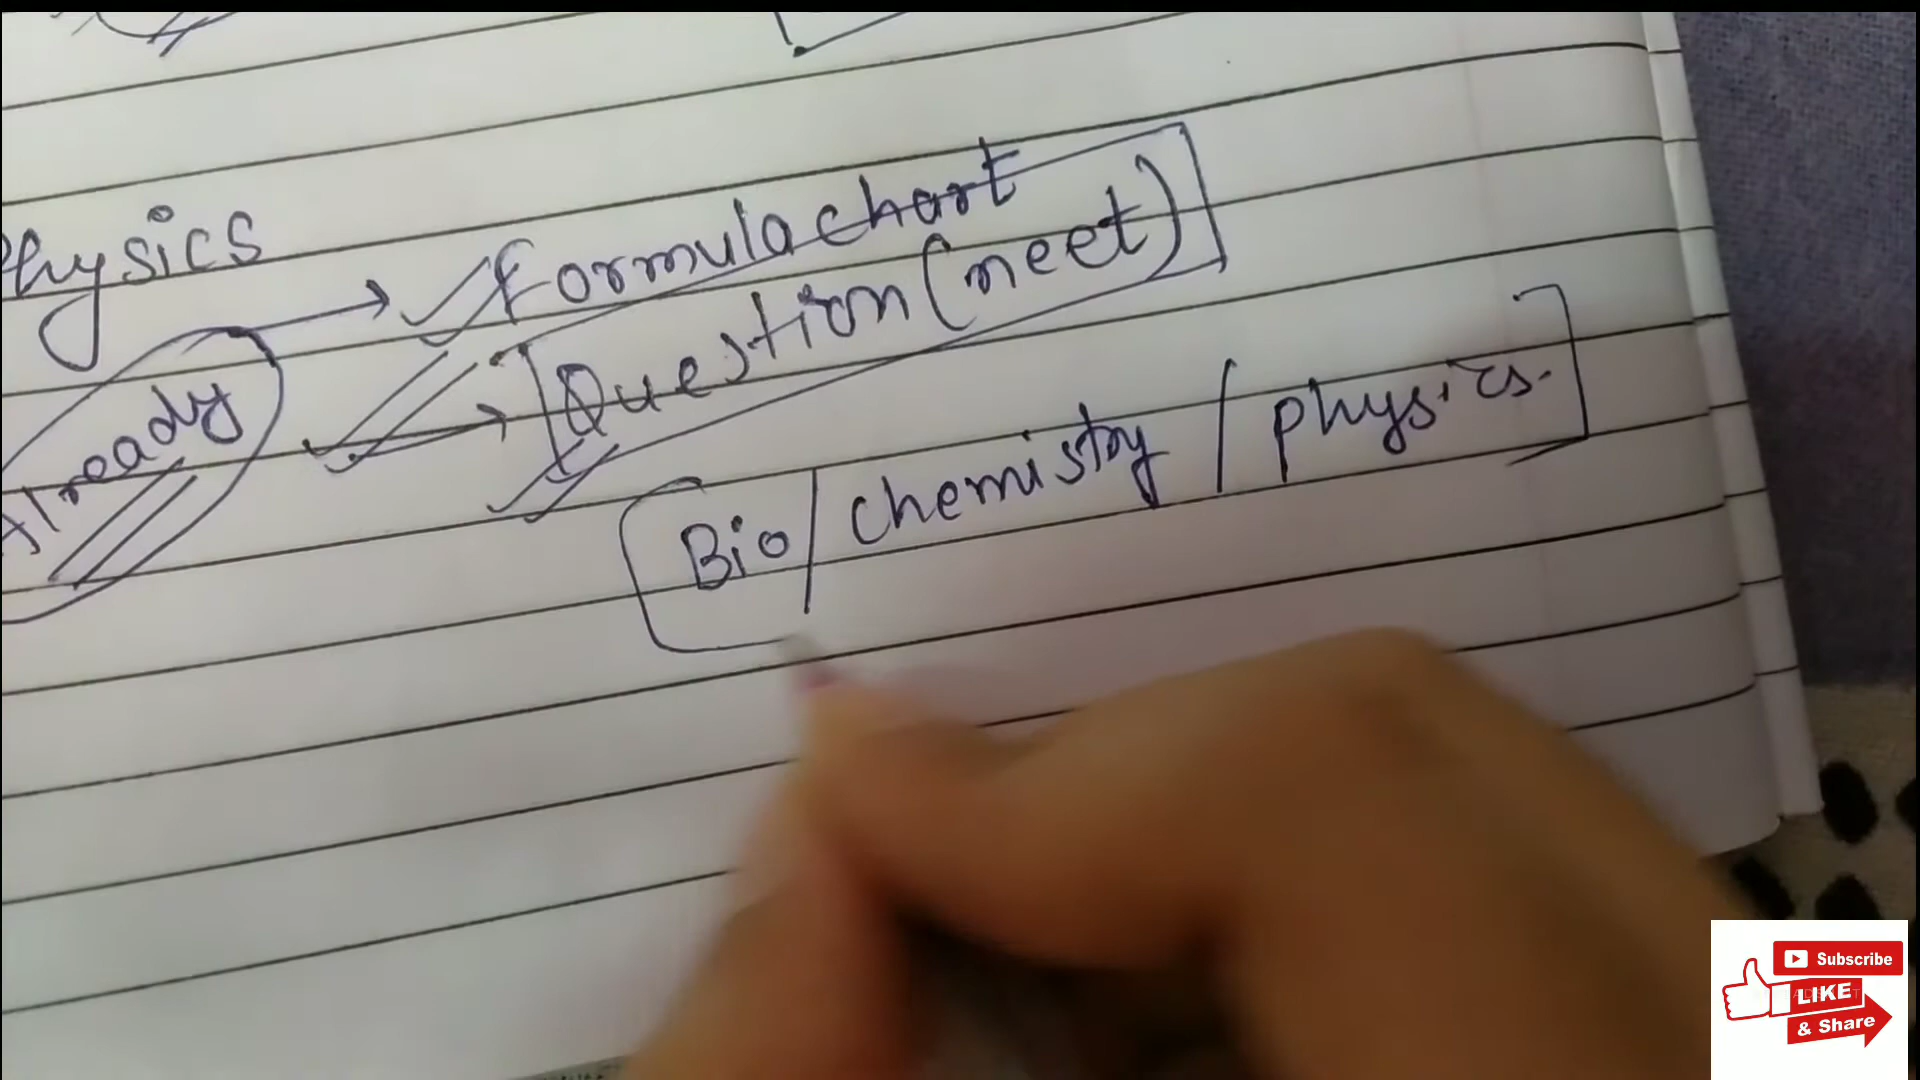 Physics
Formula chart
Already
Question (neet)
Bio/chemistry/physics.
Subscribe
LIKE
& Share